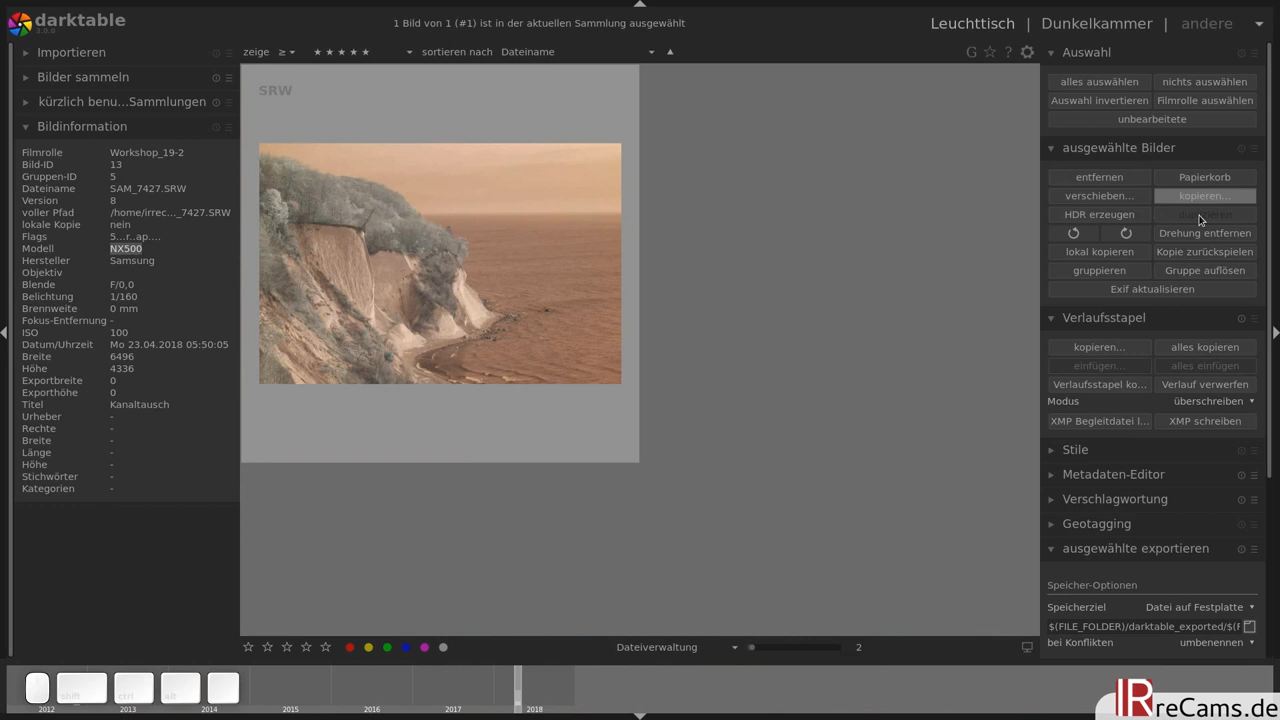 darktable
3.0.0
1 Bild von 1 (#1) ist in der aktuellen Sammlung ausgewählt
Leuchttisch | Dunkelkammer | andere
Importieren
Bilder sammeln
kürzlich benu...Sammlungen
Bildinformation
Filmrolle Workshop_19-2
Bild-ID 13
Gruppen-ID 5
Dateiname SAM_7427.SRW
Version 8
voller Pfad /home/irrec..._7427.SRW
lokale Kopie nein
Flags 5...r..ap....
Modell NX500
Hersteller Samsung
Objektiv
Blende F/0,0
Belichtung 1/160
Brennweite 0 mm
Fokus-Entfernung -
ISO 100
Datum/Uhrzeit Mo 23.04.2018 05:50:05
Breite 6496
Höhe 4336
Exportbreite 0
Exporthöhe 0
Titel Kanaltausch
Urheber -
Rechte -
Breite -
Länge -
Höhe -
Stichwörter -
Kategorien -
zeige ≥ ★ ★ ★ ★ ★ sortieren nach Dateiname
G ☆ ?
SRW
Auswahl
alles auswählen nichts auswählen
Auswahl invertieren Filmrolle auswählen
unbearbeitete
ausgewählte Bilder
entfernen Papierkorb
verschieben... kopieren...
HDR erzeugen
Drehung entfernen
lokal kopieren Kopie zurückspielen
gruppieren Gruppe auflösen
Exif aktualisieren
Verlaufsstapel
kopieren... alles kopieren
einfügen... alles einfügen
Verlaufsstapel ko... Verlauf verwerfen
Modus überschreiben
XMP Begleitdatei l... XMP schreiben
Stile
Metadaten-Editor
Verschlagwortung
Geotagging
ausgewählte exportieren
Speicher-Optionen
Speicherziel Datei auf Festplatte
$(FILE_FOLDER)/darktable_exported/$(F
bei Konflikten umbenennen
Dateiverwaltung 2
shift ctrl alt
2012 2013 2014 2015 2016 2017 2018
IRreCams.de